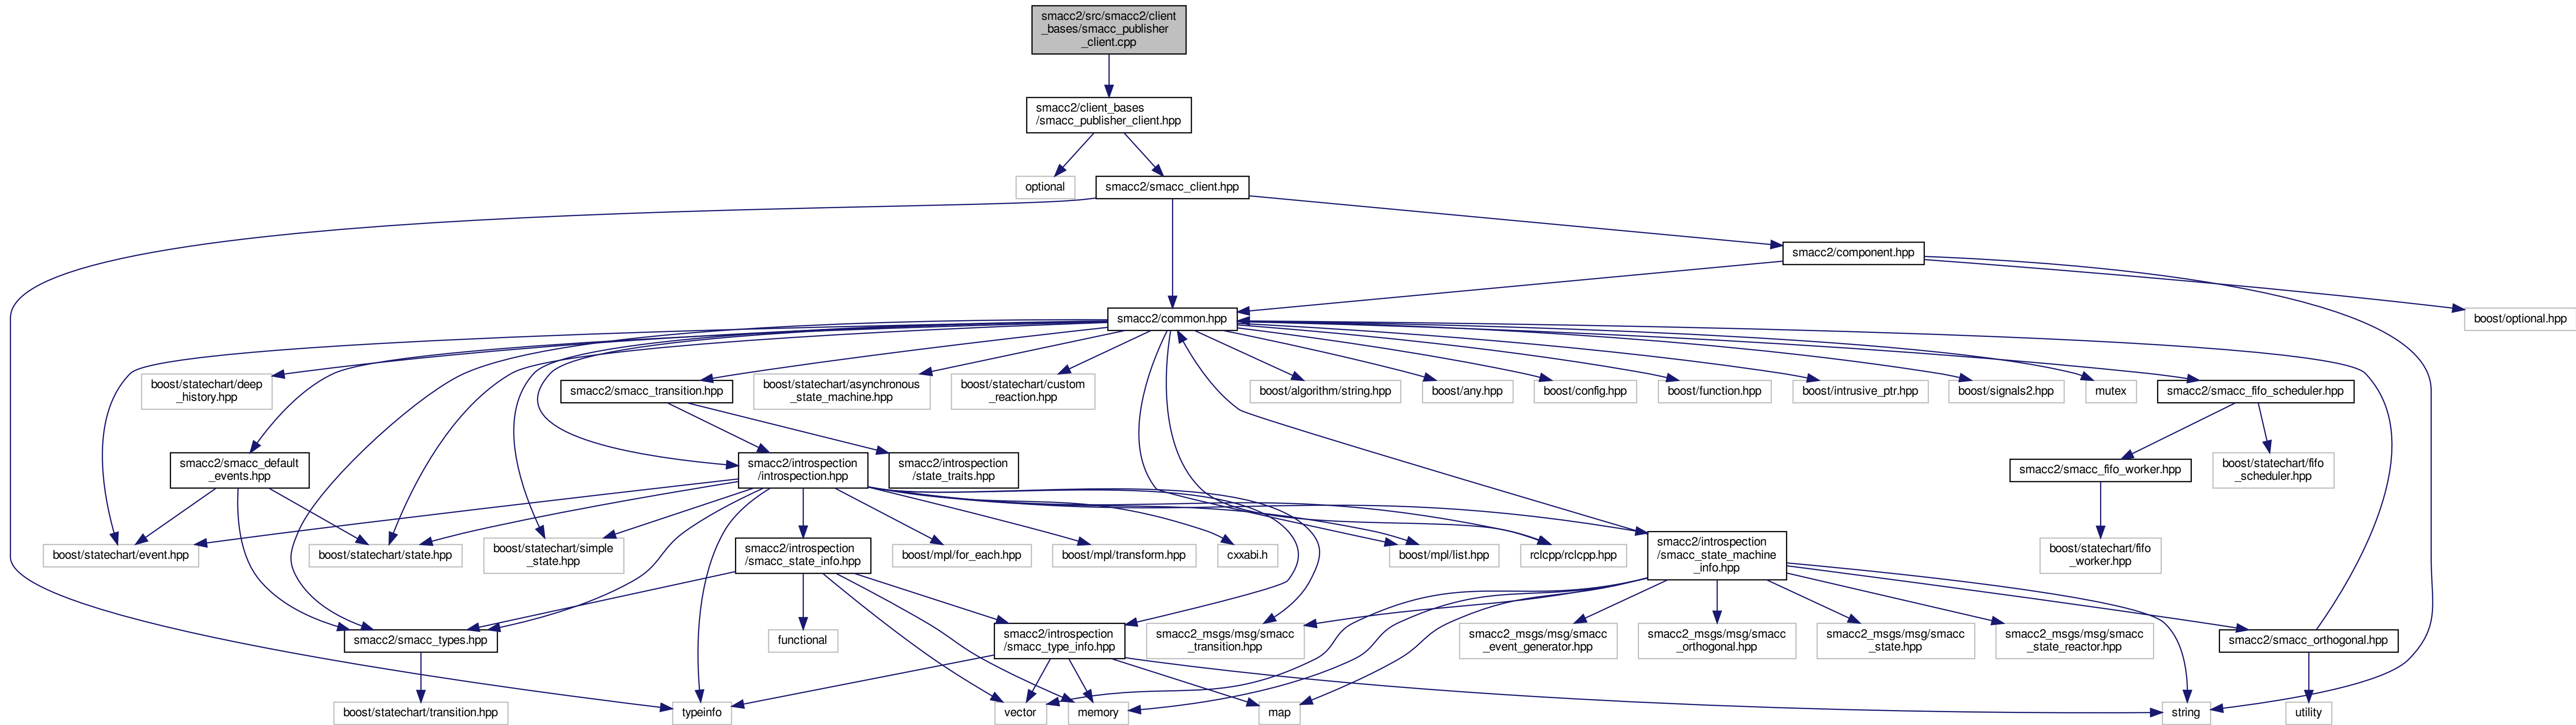 smacc2/src/smacc2/client
_bases/smacc_publisher
_client.cpp
smacc2/client_bases
/smacc_publisher_client.hpp
optional
smacc2/smacc_client.hpp
smacc2/component.hpp
smacc2/common.hpp
boost/optional.hpp
boost/statechart/deep
_history.hpp
smacc2/smacc_transition.hpp
boost/statechart/asynchronous
_state_machine.hpp
boost/statechart/custom
_reaction.hpp
boost/algorithm/string.hpp
boost/any.hpp
boost/config.hpp
boost/function.hpp
boost/intrusive_ptr.hpp
boost/signals2.hpp
mutex
smacc2/smacc_fifo_scheduler.hpp
smacc2/smacc_default
_events.hpp
smacc2/introspection
/introspection.hpp
smacc2/introspection
/state_traits.hpp
smacc2/smacc_fifo_worker.hpp
boost/statechart/fifo
_scheduler.hpp
boost/statechart/event.hpp
boost/statechart/state.hpp
boost/statechart/simple
_state.hpp
smacc2/introspection
/smacc_state_info.hpp
boost/mpl/for_each.hpp
boost/mpl/transform.hpp
cxxabi.h
boost/mpl/list.hpp
rclcpp/rclcpp.hpp
smacc2/introspection
/smacc_state_machine
_info.hpp
boost/statechart/fifo
_worker.hpp
smacc2/smacc_types.hpp
functional
smacc2/introspection
/smacc_type_info.hpp
smacc2_msgs/msg/smacc
_transition.hpp
smacc2_msgs/msg/smacc
_event_generator.hpp
smacc2_msgs/msg/smacc
_orthogonal.hpp
smacc2_msgs/msg/smacc
_state.hpp
smacc2_msgs/msg/smacc
_state_reactor.hpp
smacc2/smacc_orthogonal.hpp
boost/statechart/transition.hpp
typeinfo
vector
memory
map
string
utility